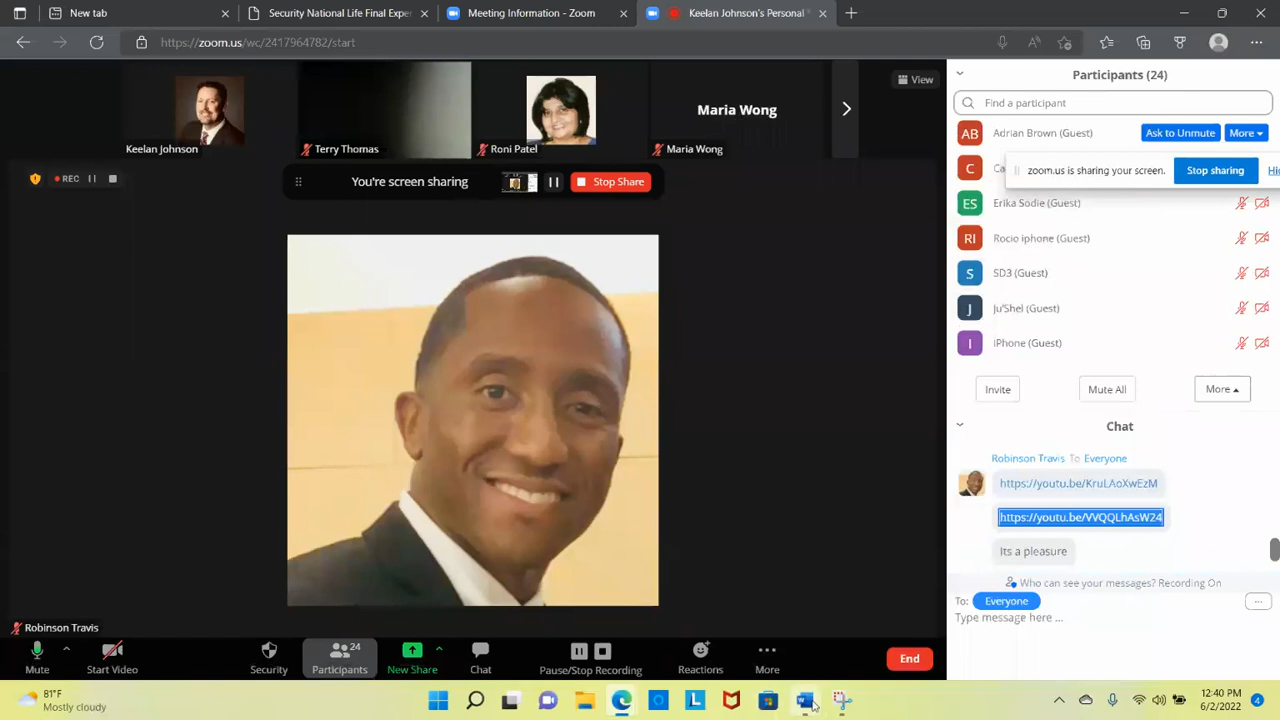 New tab
Security National Life Final Exper
Meeting Information - Zoom
Keelan Johnson's Personal
https://zoom.us/wc/2417964782/start
View
Maria Wong
Keelan Johnson
Terry Thomas
Roni Patel
Maria Wong
REC
You're screen sharing
Stop Share
Participants (24)
Find a participant
AB Adrian Brown (Guest) Ask to Unmute More
C Ca
zoom.us is sharing your screen. Stop sharing Hi
ES Erika Sodie (Guest)
RI Rocio iphone (Guest)
S SD3 (Guest)
J Ju'Shel (Guest)
I iPhone (Guest)
Invite Mute All More
Chat
Robinson Travis To Everyone
https://youtu.be/KruLAoXwEzM
https://youtu.be/VVQQLhAsW24
Its a pleasure
Who can see your messages? Recording On
To: Everyone
Type message here ...
Robinson Travis
24
Mute Start Video Security Participants New Share Chat Pause/Stop Recording Reactions More End
81°F
Mostly cloudy
12:40 PM
6/2/2022
4